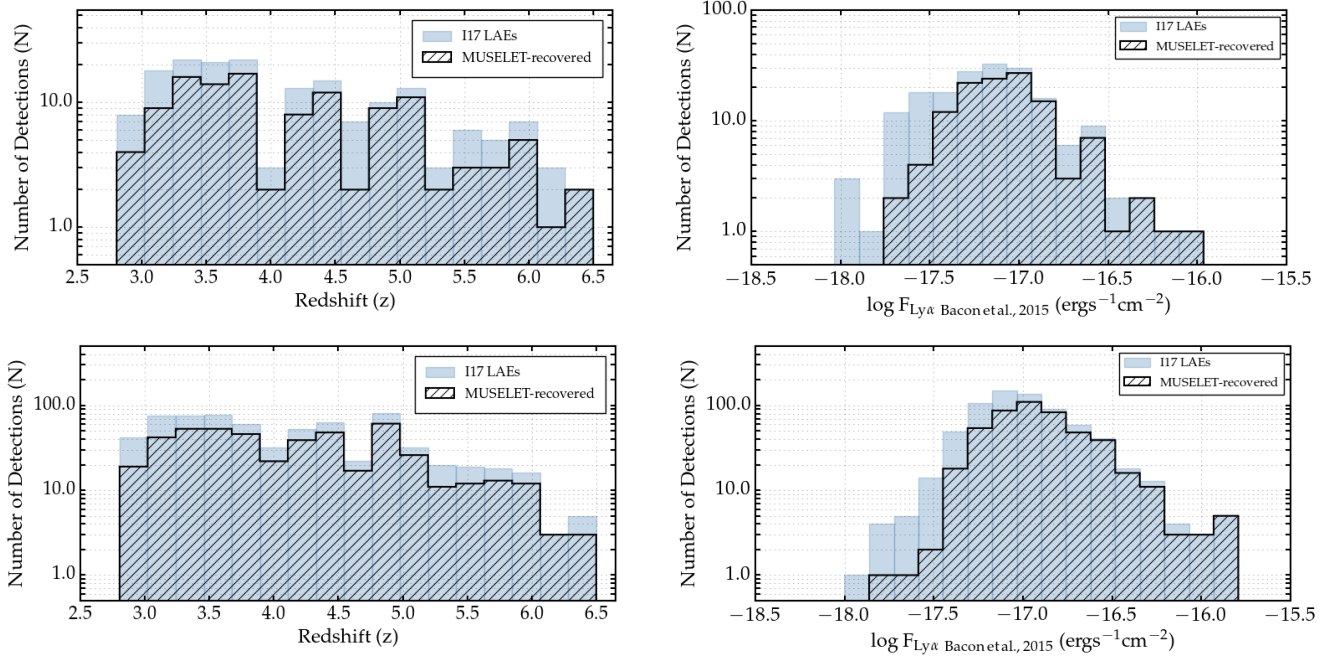 Number of Detections (N)
10.0
1.0
I17 LAEs
MUSELET-recovered
2.5 3.0 3.5 4.0 4.5 5.0 5.5 6.0 6.5
Redshift (z)
Number of Detections (N)
100.0
10.0
1.0
I17 LAEs
MUSELET-recovered
−18.5 −18.0 −17.5 −17.0 −16.5 −16.0 −15.5
log F_Lyα Bacon et al., 2015 (ergs⁻¹cm⁻²)
Number of Detections (N)
100.0
10.0
1.0
I17 LAEs
MUSELET-recovered
2.5 3.0 3.5 4.0 4.5 5.0 5.5 6.0 6.5
Redshift (z)
Number of Detections (N)
100.0
10.0
1.0
I17 LAEs
MUSELET-recovered
−18.5 −18.0 −17.5 −17.0 −16.5 −16.0 −15.5
log F_Lyα Bacon et al., 2015 (ergs⁻¹cm⁻²)